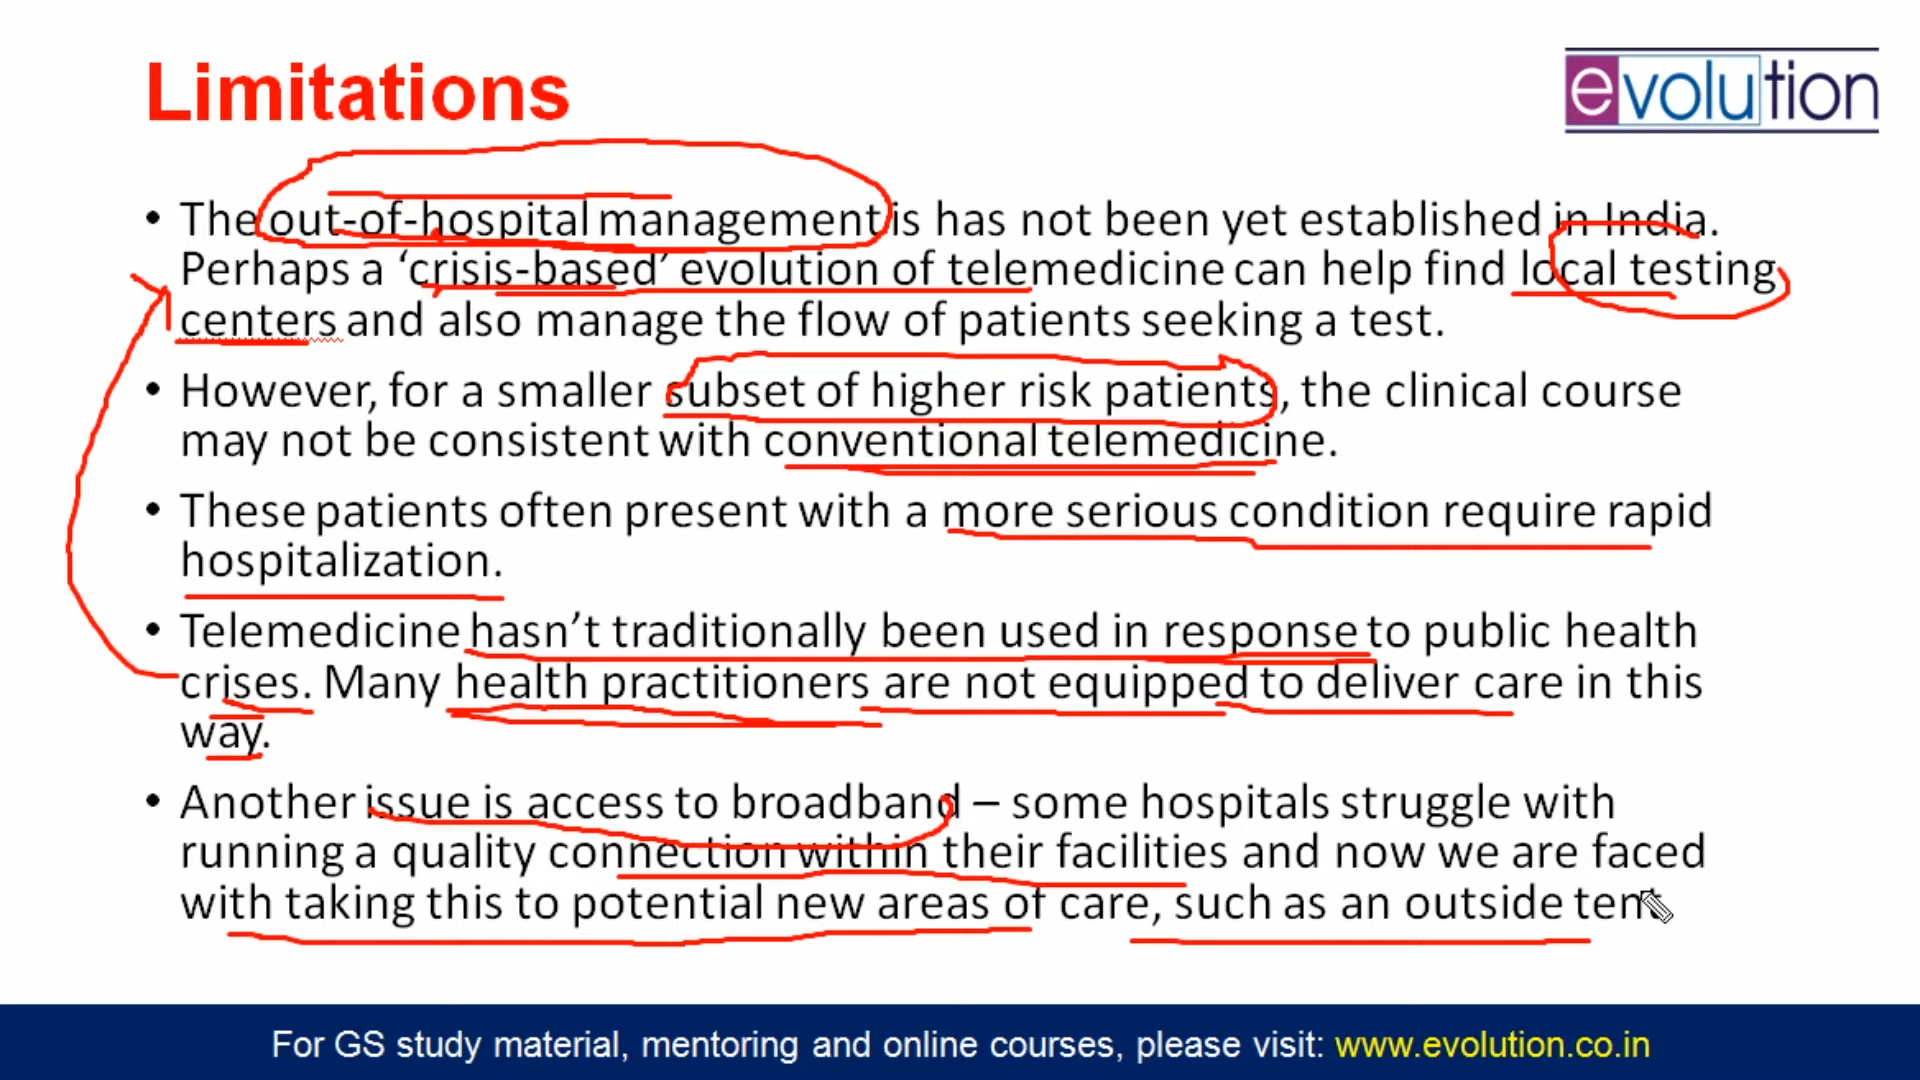 Limitations
evolution
• The out-of-hospital management is has not been yet established in India.
Perhaps a ‘crisis-based’ evolution of telemedicine can help find local testing
centers and also manage the flow of patients seeking a test.
• However, for a smaller subset of higher risk patients, the clinical course
may not be consistent with conventional telemedicine.
• These patients often present with a more serious condition require rapid
hospitalization.
• Telemedicine hasn’t traditionally been used in response to public health
crises. Many health practitioners are not equipped to deliver care in this
way.
• Another issue is access to broadband – some hospitals struggle with
running a quality connection within their facilities and now we are faced
with taking this to potential new areas of care, such as an outside tent
For GS study material, mentoring and online courses, please visit: www.evolution.co.in